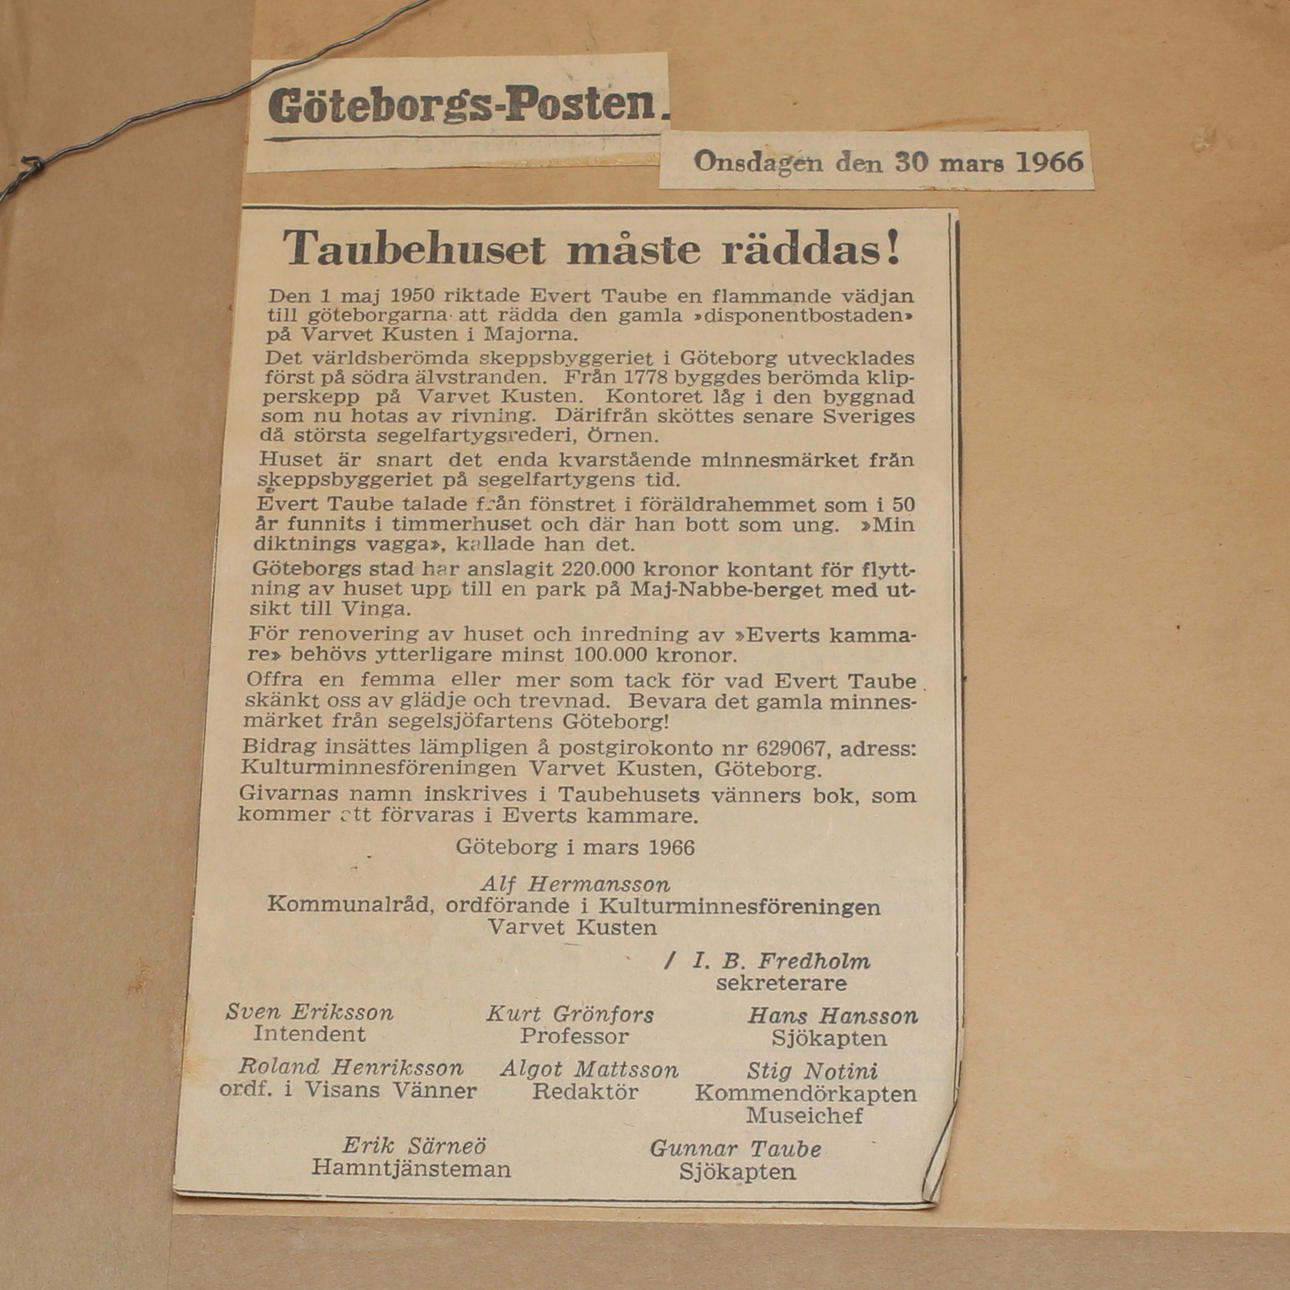 Göteborgs-Posten.
Onsdagen den 30 mars 1966
Taubehuset måste räddas!
Den 1 maj 1950 riktade Evert Taube en flammande vädjan
till göteborgarna att rädda den gamla »disponentbostaden»
på Varvet Kusten i Majorna.
Det världsberömda skeppsbyggeriet i Göteborg utvecklades
först på södra älvstranden. Från 1778 byggdes berömda klip-
perskepp på Varvet Kusten. Kontoret låg i den byggnad
som nu hotas av rivning. Därifrån sköttes senare Sveriges
då största segelfartygsrederi, Örnen.
Huset är snart det enda kvarstående minnesmärket från
skeppsbyggeriet på segelfartygens tid.
Evert Taube talade från fönstret i föräldrahemmet som i 50
år funnits i timmerhuset och där han bott som ung. »Min
diktnings vagga», kallade han det.
Göteborgs stad har anslagit 220.000 kronor kontant för flytt-
ning av huset upp till en park på Maj-Nabbe-berget med ut-
sikt till Vinga.
För renovering av huset och inredning av »Everts kamma-
re» behövs ytterligare minst 100.000 kronor.
Offra en femma eller mer som tack för vad Evert Taube
skänkt oss av glädje och trevnad. Bevara det gamla minnes-
märket från segelsjöfartens Göteborg!
Bidrag insättes lämpligen å postgirokonto nr 629067, adress:
Kulturminnesföreningen Varvet Kusten, Göteborg.
Givarnas namn inskrives i Taubehusets vänners bok, som
kommer att förvaras i Everts kammare.
Göteborg i mars 1966
Alf Hermansson
Kommunalråd, ordförande i Kulturminnesföreningen
Varvet Kusten
/ I. B. Fredholm
sekreterare
Sven Eriksson Kurt Grönfors Hans Hansson
Intendent Professor Sjökapten
Roland Henriksson Algot Mattsson Stig Notini
ordf. i Visans Vänner Redaktör Kommendörkapten
Museichef
Erik Särneö Gunnar Taube
Hamntjänsteman Sjökapten